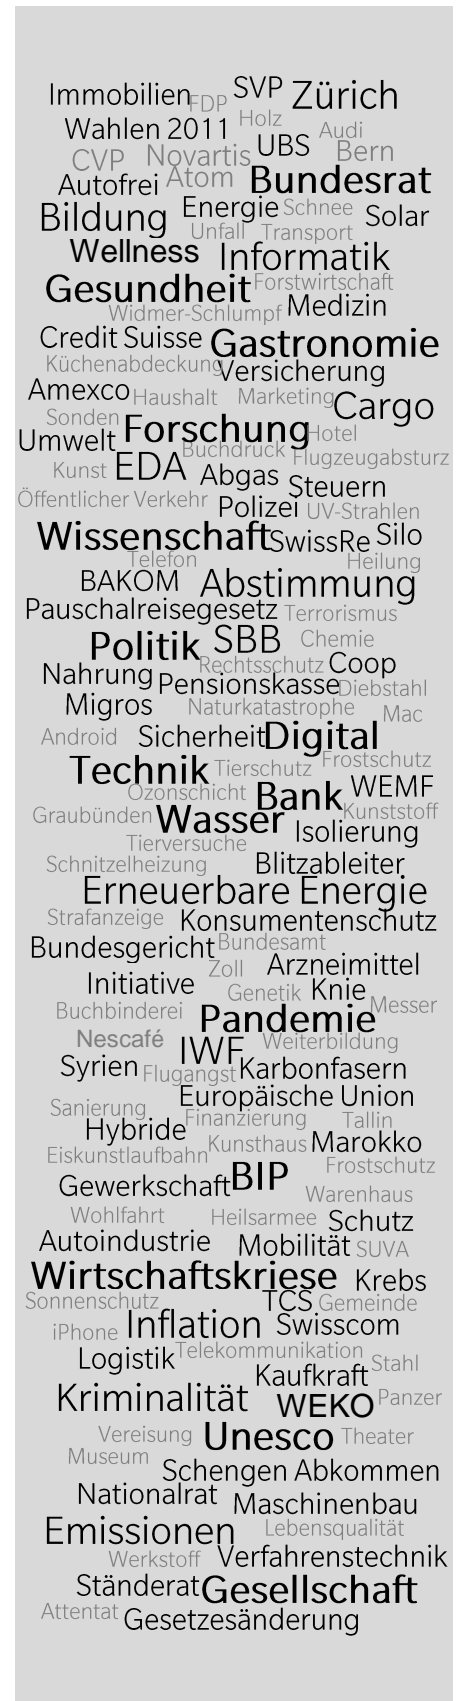 Immobilien FDP SVP Zürich
Wahlen 2011 Holz Audi
CVP Novartis UBS Bern
Autofrei Atom Bundesrat
Bildung Energie Schnee Solar
Unfall Transport
Wellness Informatik
Gesundheit Forstwirtschaft
Widmer-Schlumpf Medizin
Credit Suisse Gastronomie
Küchenabdeckung Versicherung
Amexco Haushalt Marketing Cargo
Sonden Forschung Hotel
Umwelt Buchdruck Flugzeugabsturz
Kunst EDA Abgas Steuern
Öffentlicher Verkehr Polizei UV-Strahlen
Wissenschaft SwissRe Silo
Telefon Heilung
BAKOM Abstimmung
Pauschalreisegesetz Terrorismus
Politik SBB Chemie
Rechtsschutz Coop
Nahrung Pensionskasse Diebstahl
Migros Naturkatastrophe Mac
Android Sicherheit Digital
Technik Tierschutz Frostschutz
Ozonschicht Bank WEMF
Graubünden Wasser Kunststoff
Tierversuche Isolierung
Schnitzelheizung Blitzableiter
Erneuerbare Energie
Strafanzeige Konsumentenschutz
Bundesgericht Bundesamt
Zoll Arzneimittel
Initiative Genetik Knie
Buchbinderei Pandemie Messer
Nescafé IWF Weiterbildung
Syrien Flugangst Karbonfasern
Europäische Union
Sanierung Finanzierung Tallin
Hybride Kunsthaus Marokko
Eiskunstlaufbahn Frostschutz
Gewerkschaft BIP Warenhaus
Wohlfahrt Heilsarmee Schutz
Autoindustrie Mobilität SUVA
Wirtschaftskriese Krebs
Sonnenschutz TCS Gemeinde
iPhone Inflation Swisscom
Logistik Telekommunikation Stahl
Kaufkraft
Kriminalität WEKO Panzer
Vereisung Unesco Theater
Museum Schengen Abkommen
Nationalrat Maschinenbau
Emissionen Lebensqualität
Werkstoff Verfahrenstechnik
Ständerat Gesellschaft
Attentat Gesetzesänderung